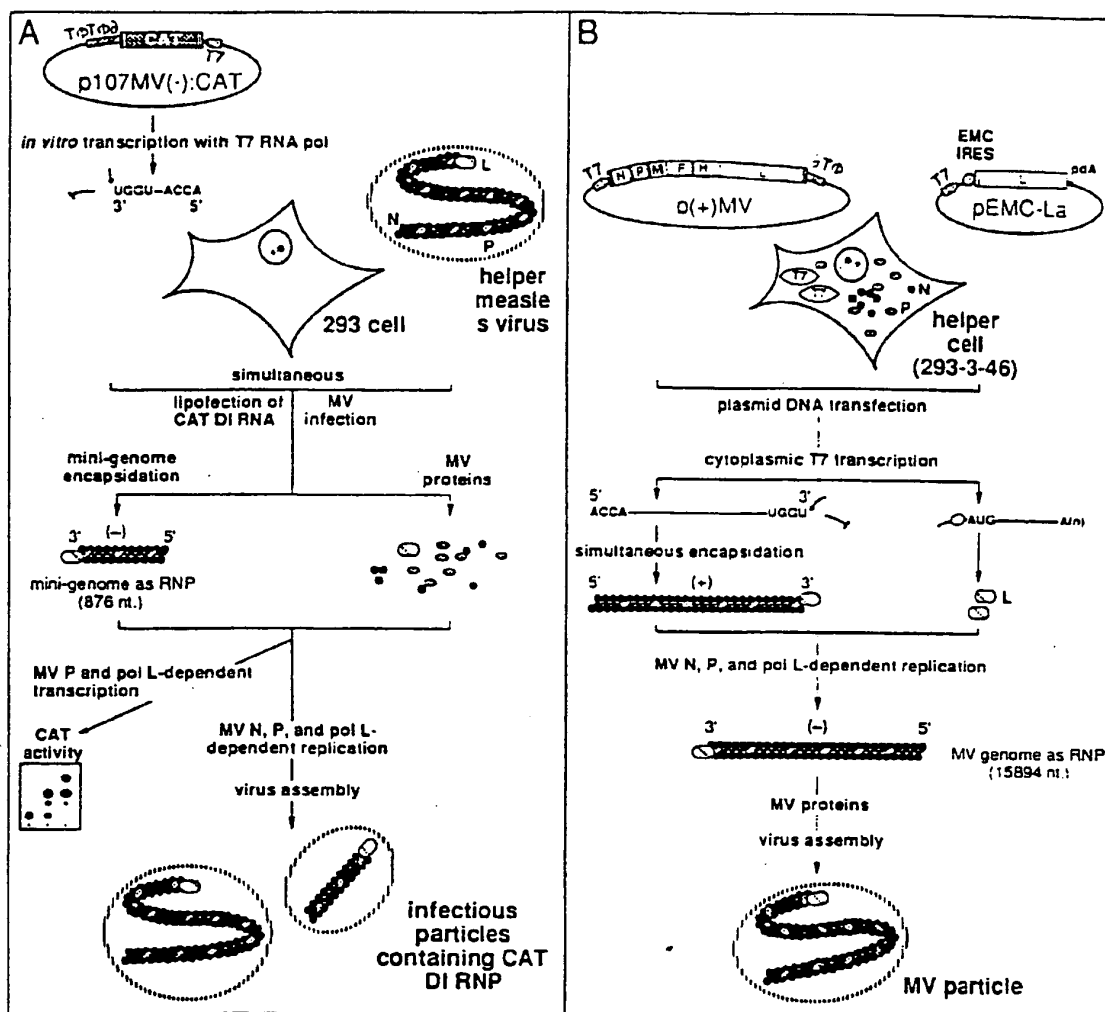 A
CAT
T7
p107MV(-):CAT
in vitro transcription with T7 RNA pol
UGGU–ACCA
3' 5'
L
N
P
helper
measle
s virus
293 cell
simultaneous
lipofection of
CAT DI RNA
MV
infection
mini-genome
encapsidation
MV
proteins
3' (–) 5'
mini-genome as RNP
(876 nt.)
MV P and pol L-dependent
transcription
CAT
activity
MV N, P, and pol L-
dependent replication
virus assembly
infectious
particles
containing CAT
DI RNP
B
T7 N P M F H L
p(+)MV
EMC
IRES
T7 L
pEMC-La
T7
N
P
helper
cell
(293-3-46)
plasmid DNA transfection
cytoplasmic T7 transcription
5' 3'
ACCA UGGU
AUG A(n)
simultaneous encapsidation
5' (+) 3'
L
MV N, P, and pol L-dependent replication
3' (–) 5'
MV genome as RNP
(15894 nt.)
MV proteins
virus assembly
MV particle